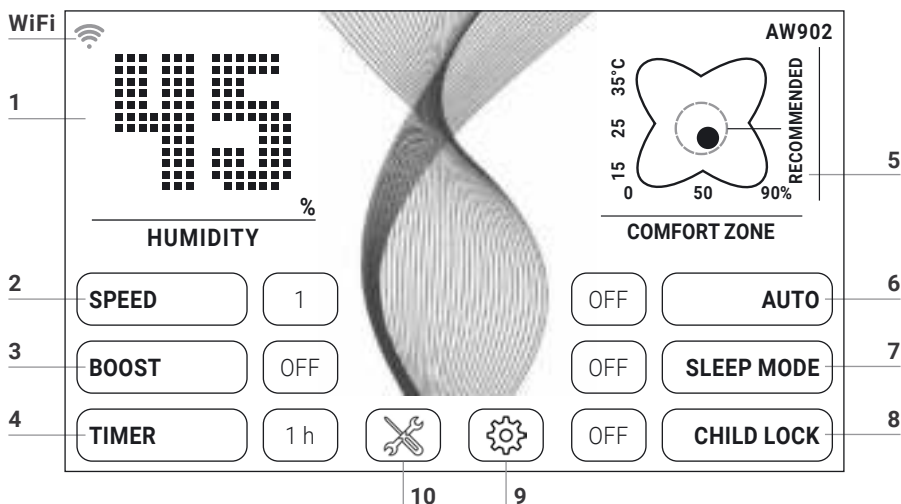 WiFi
AW902
1
45
%
HUMIDITY
35°C
25
15
0 50 90%
RECOMMENDED
5
COMFORT ZONE
2 SPEED 1 OFF AUTO 6
3 BOOST OFF OFF SLEEP MODE 7
4 TIMER 1 h OFF CHILD LOCK 8
10 9